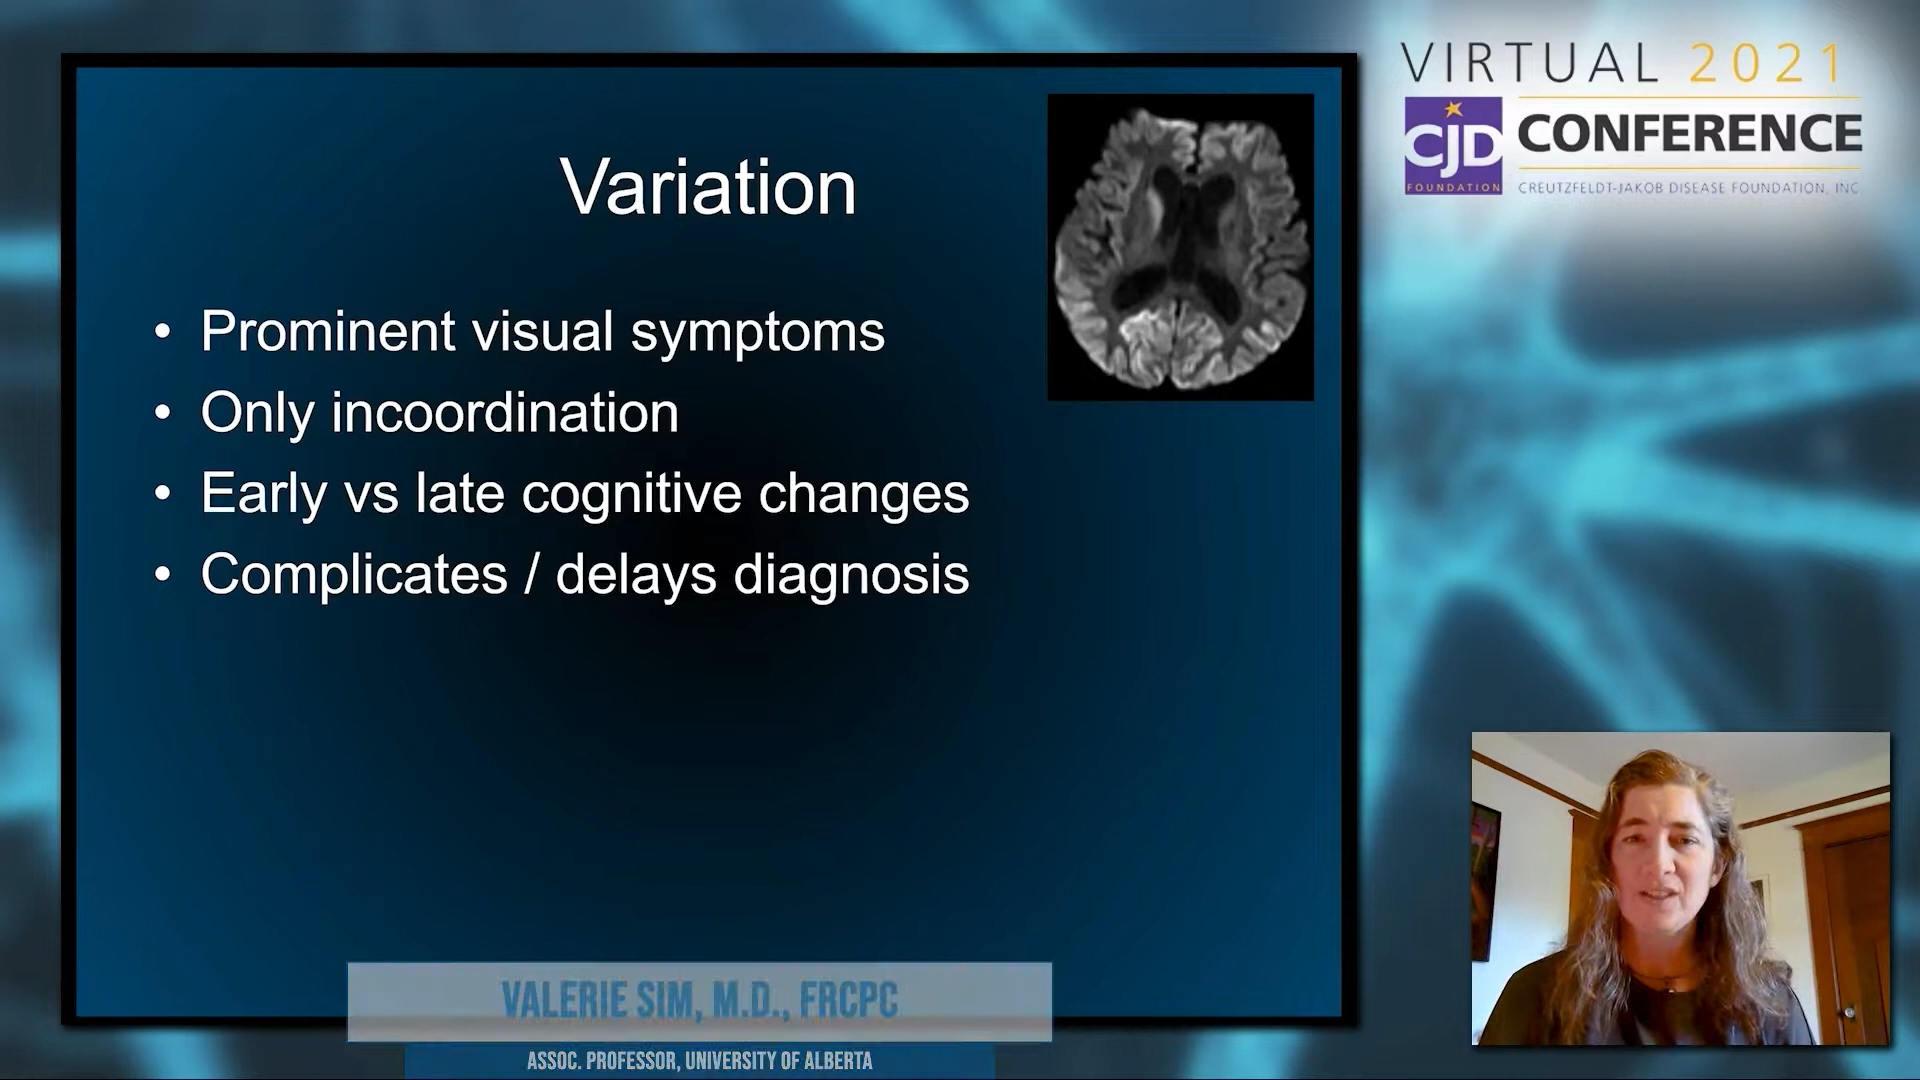 VIRTUAL 2021
CJD
FOUNDATION
CONFERENCE
CREUTZFELDT-JAKOB DISEASE FOUNDATION, INC
Variation
• Prominent visual symptoms
• Only incoordination
• Early vs late cognitive changes
• Complicates / delays diagnosis
VALERIE SIM, M.D., FRCPC
ASSOC. PROFESSOR, UNIVERSITY OF ALBERTA